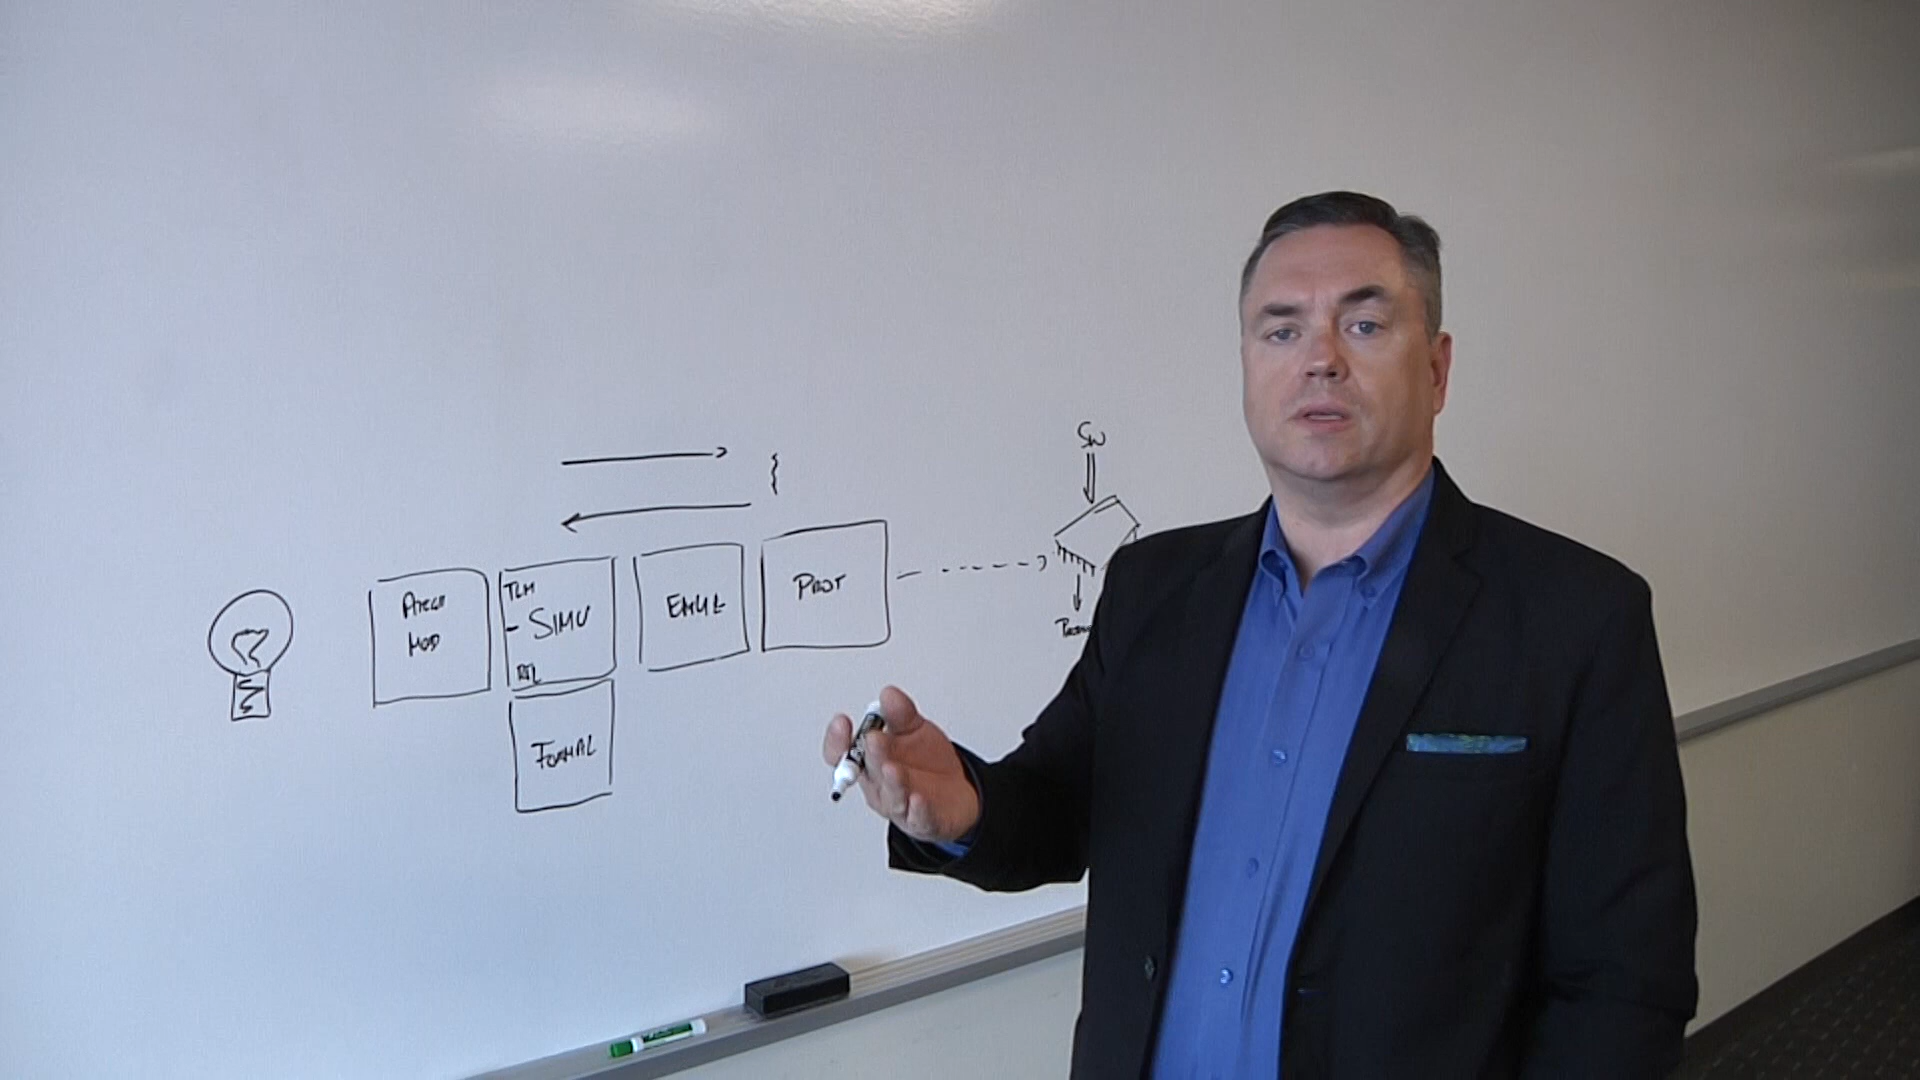 SW
ARCH
MOD
TLM
SIMU
RTL
EMUL
PROT
FORMAL